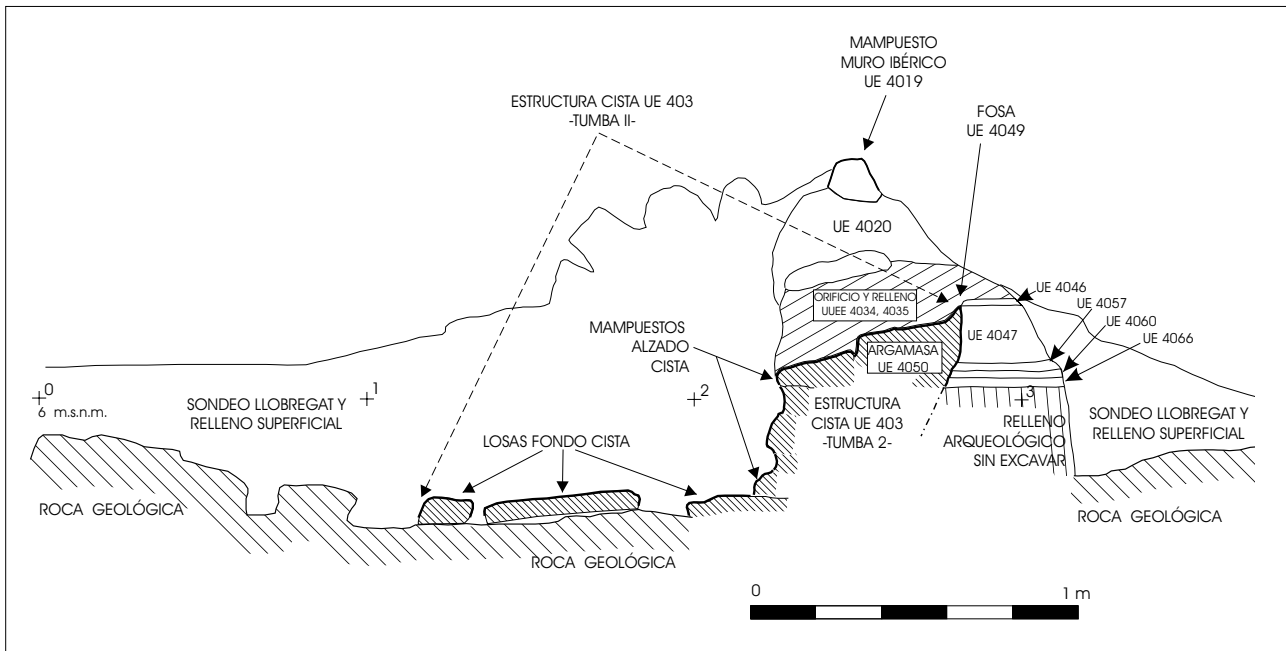 MAMPUESTO
MURO IBÉRICO
UE 4019
ESTRUCTURA CISTA UE 403
-TUMBA II-
FOSA
UE 4049
UE 4020
ORIFICIO Y RELLENO
UUEE 4034, 4035
UE 4046
UE 4057
UE 4060
UE 4066
UE 4047
MAMPUESTOS
ALZADO
CISTA
ARGAMASA
UE 4050
0
1
2
3
6 m.s.n.m.
SONDEO LLOBREGAT Y
RELLENO SUPERFICIAL
ESTRUCTURA
CISTA UE 403
-TUMBA 2-
RELLENO
ARQUEOLÓGICO
SIN EXCAVAR
SONDEO LLOBREGAT Y
RELLENO SUPERFICIAL
LOSAS FONDO CISTA
ROCA GEOLÓGICA
ROCA GEOLÓGICA
ROCA GEOLÓGICA
0
1 m